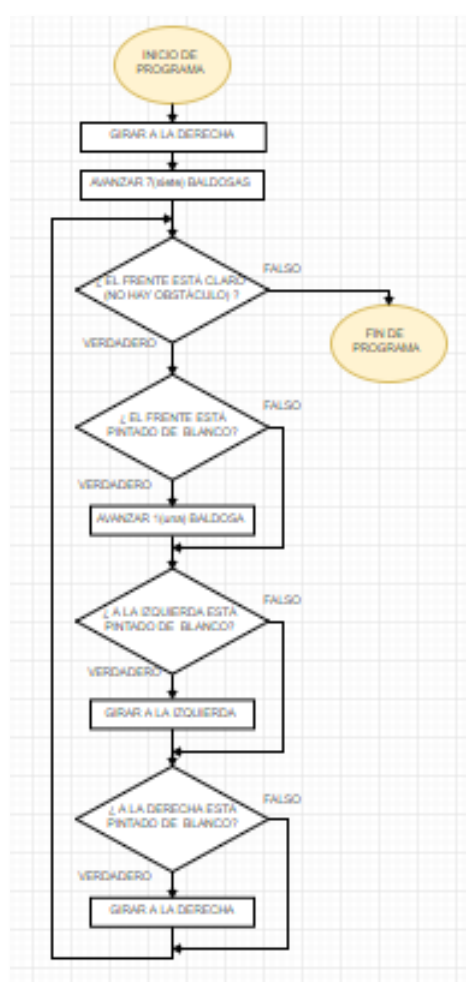 INICIO DE
PROGRAMA
GIRAR A LA DERECHA
AVANZAR 7(siete) BALDOSAS
¿ EL FRENTE ESTÁ CLARO
(NO HAY OBSTÁCULO) ?
FALSO
FIN DE
PROGRAMA
VERDADERO
¿ EL FRENTE ESTÁ
PINTADO DE BLANCO?
FALSO
VERDADERO
AVANZAR 1(una) BALDOSA
¿ A LA IZQUIERDA ESTÁ
PINTADO DE BLANCO?
FALSO
VERDADERO
GIRAR A LA IZQUIERDA
¿ A LA DERECHA ESTÁ
PINTADO DE BLANCO?
FALSO
VERDADERO
GIRAR A LA DERECHA